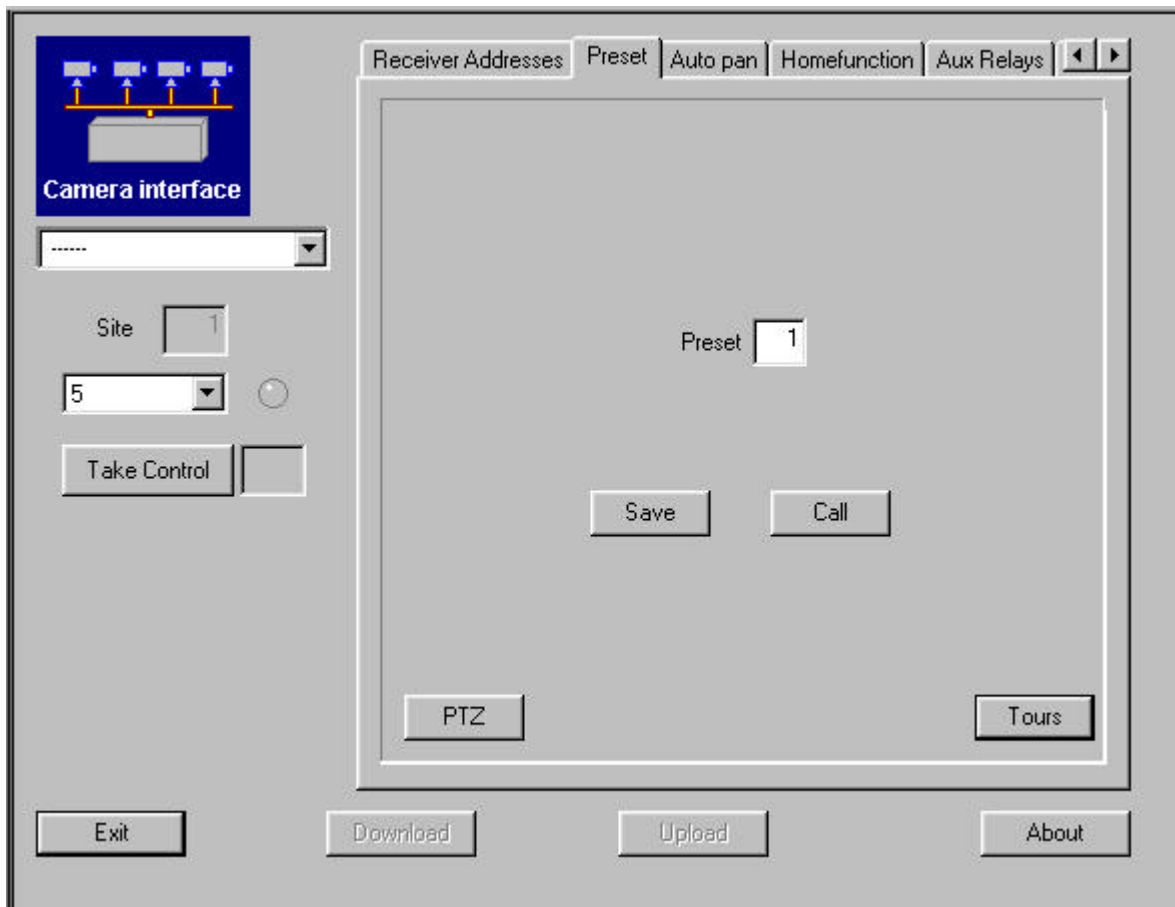 Camera interface
------
Site 1
5
Take Control
Receiver Addresses Preset Auto pan Homefunction Aux Relays
Preset 1
Save Call
PTZ Tours
Exit Download Upload About